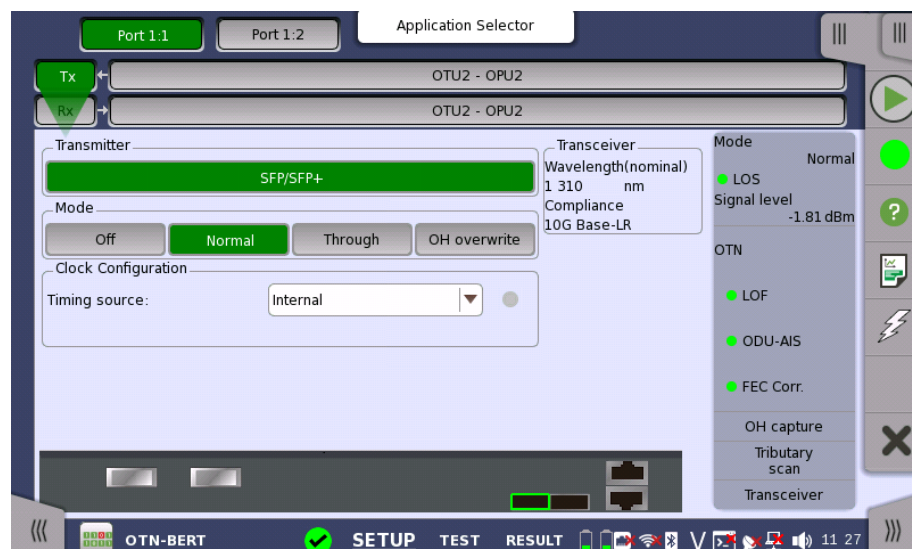 Port 1:1
Port 1:2
Application Selector
Tx
OTU2 - OPU2
Rx
OTU2 - OPU2
Transmitter
SFP/SFP+
Mode
Off
Normal
Through
OH overwrite
Clock Configuration
Timing source:
Internal
Transceiver
Wavelength(nominal)
1 310 nm
Compliance
10G Base-LR
Mode
Normal
LOS
Signal level
-1.81 dBm
OTN
LOF
ODU-AIS
FEC Corr.
OH capture
Tributary
scan
Transceiver
?
OTN-BERT
SETUP
TEST
RESULT
V
11 27